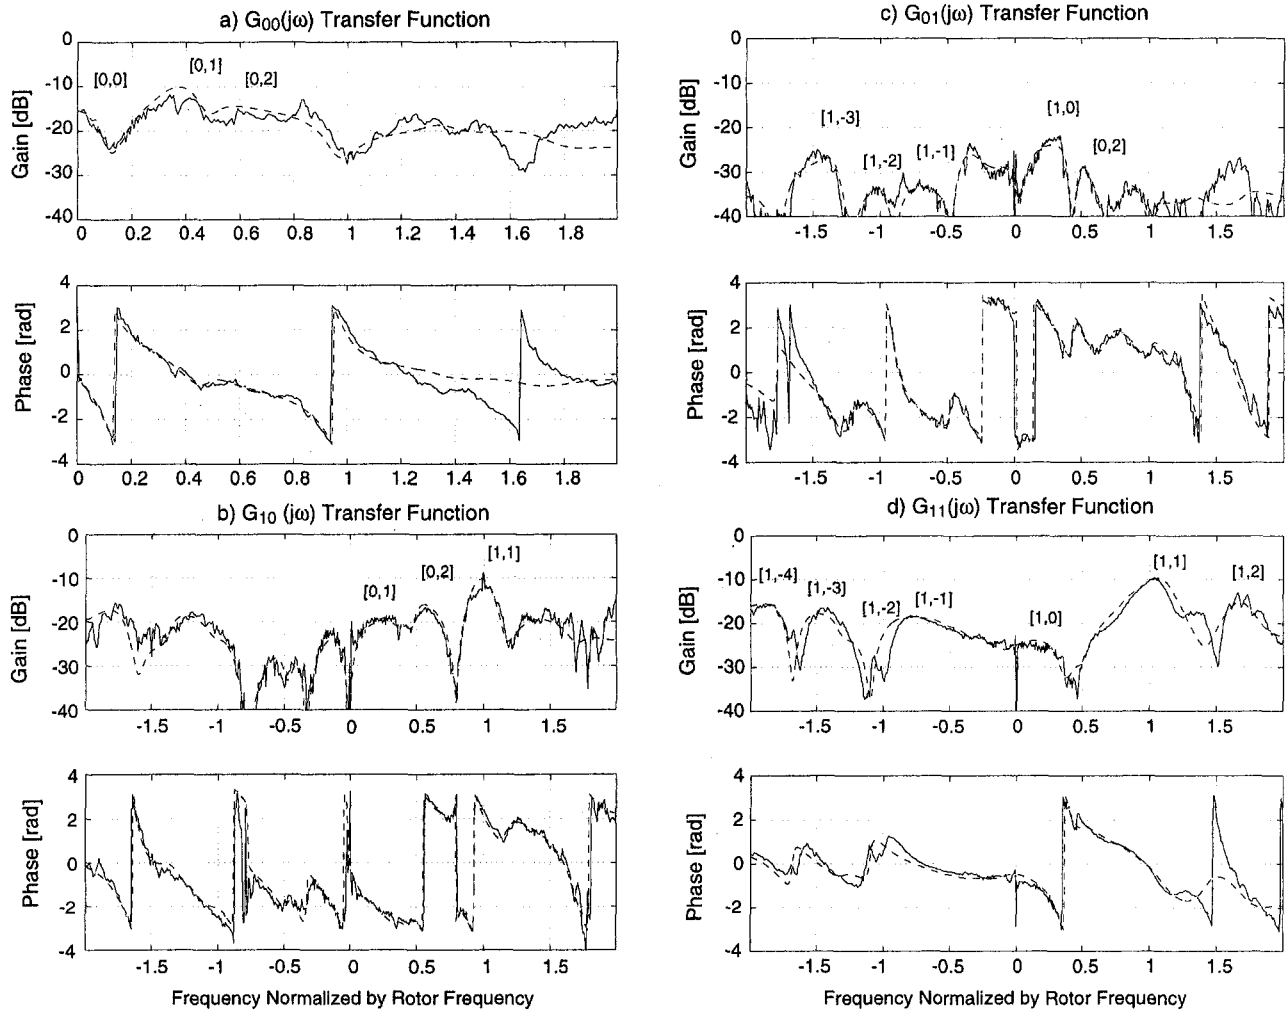 a) G00(jω) Transfer Function
0
-10
-20
-30
-40
Gain [dB]
[0,0]
[0,1]
[0,2]
0 0.2 0.4 0.6 0.8 1 1.2 1.4 1.6 1.8
4
2
0
-2
-4
Phase [rad]
0 0.2 0.4 0.6 0.8 1 1.2 1.4 1.6 1.8
b) G10 (jω) Transfer Function
0
-10
-20
-30
-40
Gain [dB]
[0,1]
[0,2]
[1,1]
-1.5 -1 -0.5 0 0.5 1 1.5
4
2
0
-2
-4
Phase [rad]
-1.5 -1 -0.5 0 0.5 1 1.5
Frequency Normalized by Rotor Frequency
c) G01(jω) Transfer Function
0
-10
-20
-30
-40
Gain [dB]
[1,-3]
[1,-2]
[1,-1]
[1,0]
[0,2]
-1.5 -1 -0.5 0 0.5 1 1.5
4
2
0
-2
-4
Phase [rad]
-1.5 -1 -0.5 0 0.5 1 1.5
d) G11(jω) Transfer Function
0
-10
-20
-30
-40
Gain [dB]
[1,-4]
[1,-3]
[1,-2]
[1,-1]
[1,0]
[1,1]
[1,2]
-1.5 -1 -0.5 0 0.5 1 1.5
4
2
0
-2
-4
Phase [rad]
-1.5 -1 -0.5 0 0.5 1 1.5
Frequency Normalized by Rotor Frequency